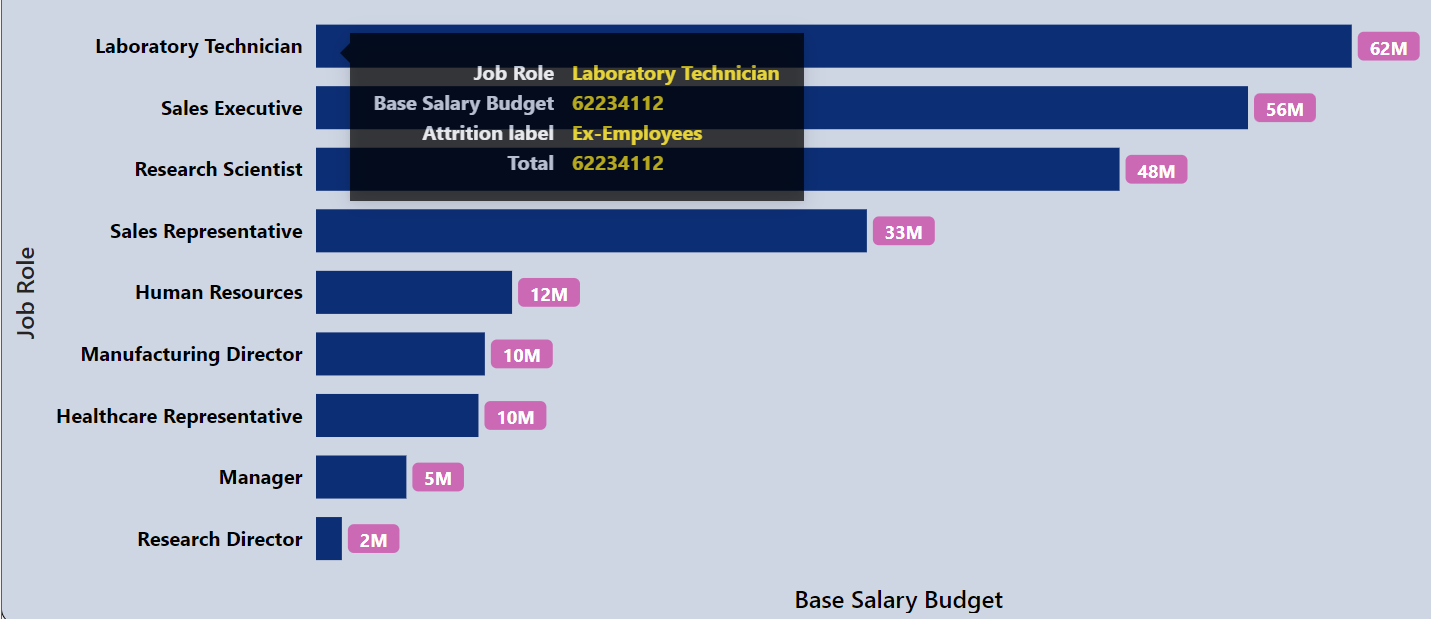 Laboratory Technician 62M
Job Role Laboratory Technician
Base Salary Budget 62234112
Attrition label Ex-Employees
Total 62234112
Sales Executive 56M
Research Scientist 48M
Sales Representative 33M
Human Resources 12M
Manufacturing Director 10M
Healthcare Representative 10M
Manager 5M
Research Director 2M
Job Role
Base Salary Budget